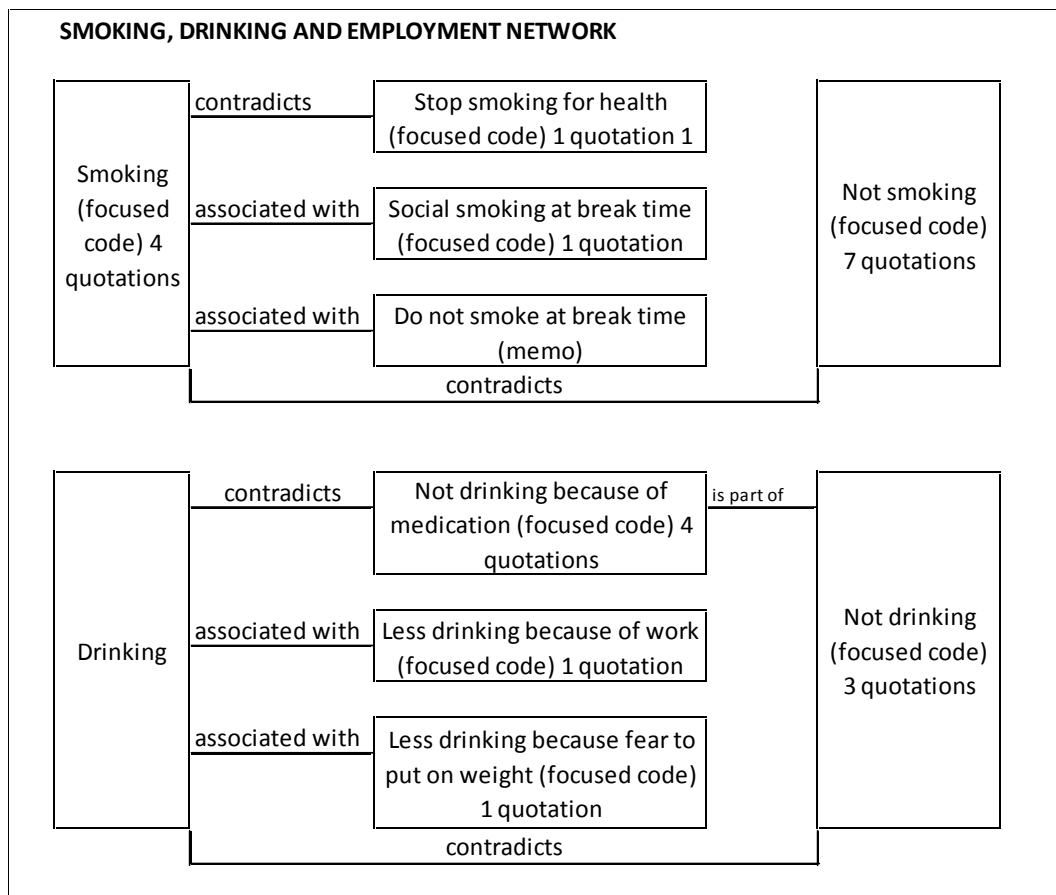 SMOKING, DRINKING AND EMPLOYMENT NETWORK
Smoking
(focused
code) 4
quotations
contradicts
Stop smoking for health
(focused code) 1 quotation 1
associated with
Social smoking at break time
(focused code) 1 quotation
associated with
Do not smoke at break time
(memo)
Not smoking
(focused code)
7 quotations
contradicts
Drinking
contradicts
Not drinking because of
medication (focused code) 4
quotations
is part of
associated with
Less drinking because of work
(focused code) 1 quotation
associated with
Less drinking because fear to
put on weight (focused code)
1 quotation
Not drinking
(focused code)
3 quotations
contradicts